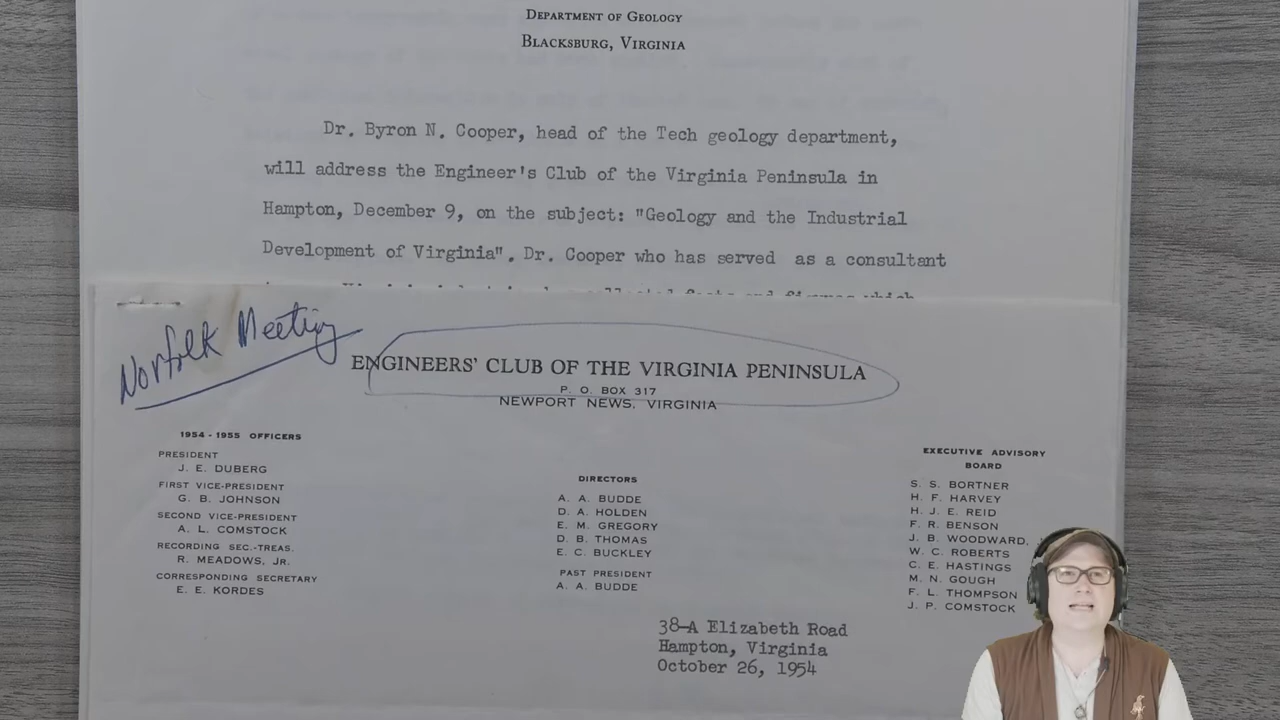 DEPARTMENT OF GEOLOGY
BLACKSBURG, VIRGINIA
Dr. Byron N. Cooper, head of the Tech geology department,
will address the Engineer's Club of the Virginia Peninsula in
Hampton, December 9, on the subject: "Geology and the Industrial
Development of Virginia". Dr. Cooper who has served as a consultant
Norfolk Meeting
ENGINEERS' CLUB OF THE VIRGINIA PENINSULA
P. O. BOX 317
NEWPORT NEWS, VIRGINIA
1954 - 1955 OFFICERS
PRESIDENT
J. E. DUBERG
FIRST VICE-PRESIDENT
G. B. JOHNSON
SECOND VICE-PRESIDENT
A. L. COMSTOCK
RECORDING SEC.-TREAS.
R. MEADOWS, JR.
CORRESPONDING SECRETARY
E. E. KORDES
DIRECTORS
A. A. BUDDE
D. A. HOLDEN
E. M. GREGORY
D. B. THOMAS
E. C. BUCKLEY
PAST PRESIDENT
A. A. BUDDE
EXECUTIVE ADVISORY
BOARD
S. S. BORTNER
H. F. HARVEY
H. J. E. REID
F. R. BENSON
J. B. WOODWARD,
W. C. ROBERTS
C. E. HASTINGS
M. N. GOUGH
F. L. THOMPSON
J. P. COMSTOCK
38-A Elizabeth Road
Hampton, Virginia
October 26, 1954